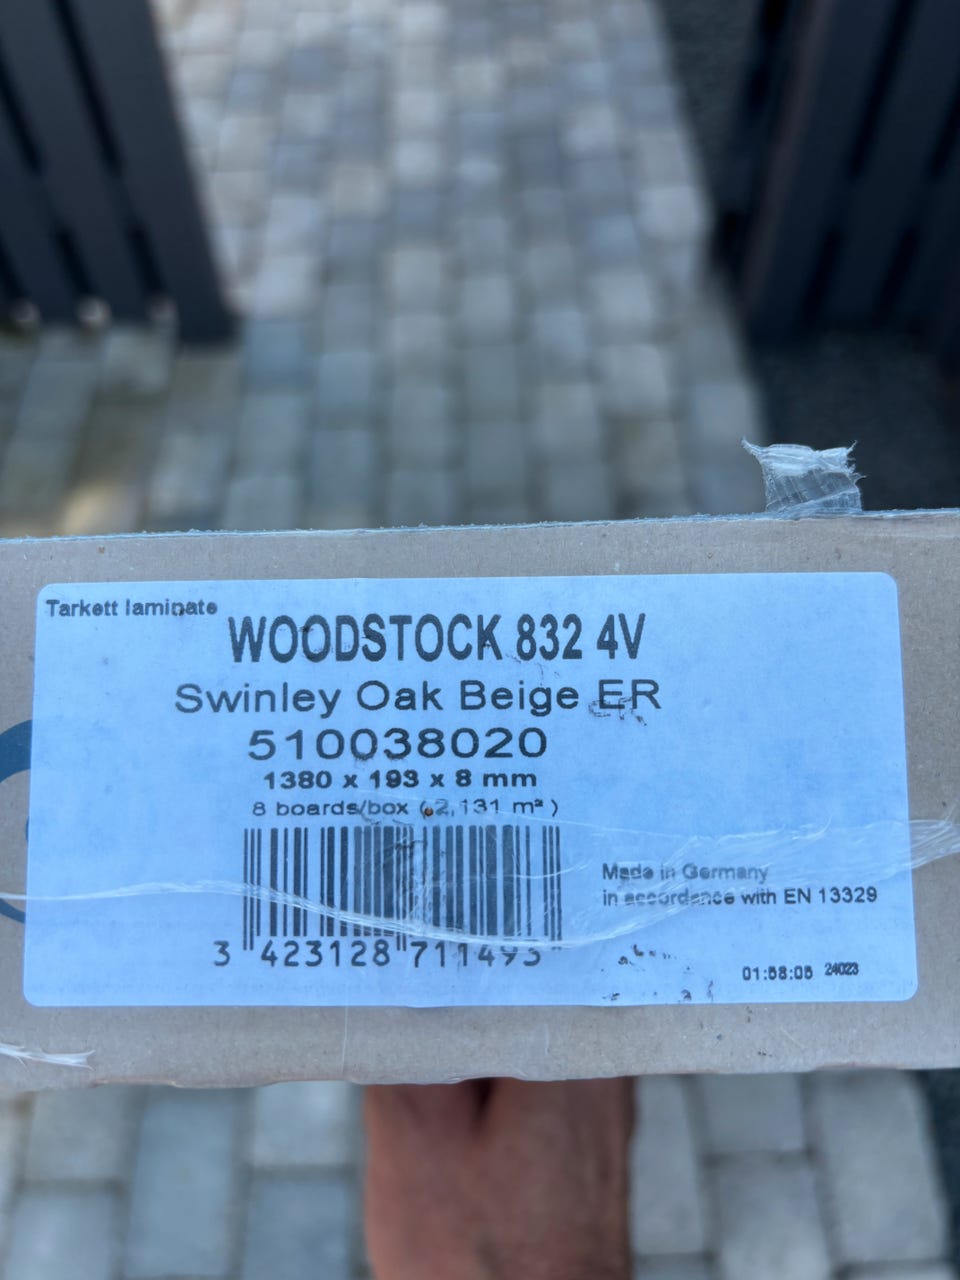 Tarkett laminate
WOODSTOCK 832 4V
Swinley Oak Beige ER
510038020
1380 x 193 x 8 mm
8 boards/box ( 2,131 m² )
Made in Germany
in accordance with EN 13329
3 423128 711493
01:58:05 24023